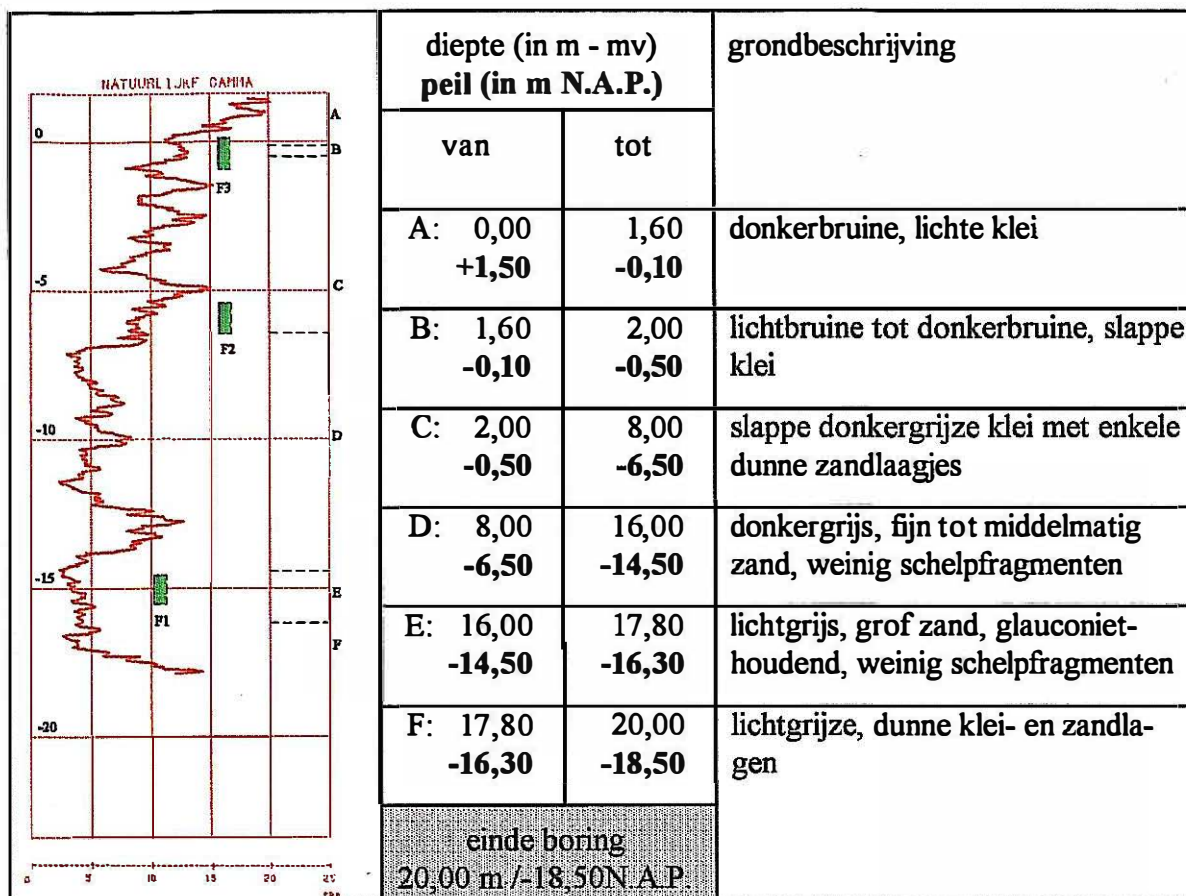 NATUURLIJKE GAMMA
A
0
B
F3
-5
C
F2
-10
D
-15
E
F1
F
-20
0 5 10 15 20 25
diepte (in m - mv)
peil (in m N.A.P.)
grondbeschrijving
van tot
A: 0,00 1,60 donkerbruine, lichte klei
+1,50 -0,10
B: 1,60 2,00 lichtbruine tot donkerbruine, slappe
-0,10 -0,50 klei
C: 2,00 8,00 slappe donkergrijze klei met enkele
-0,50 -6,50 dunne zandlaagjes
D: 8,00 16,00 donkergrijs, fijn tot middelmatig
-6,50 -14,50 zand, weinig schelpfragmenten
E: 16,00 17,80 lichtgrijs, grof zand, glauconiet-
-14,50 -16,30 houdend, weinig schelpfragmenten
F: 17,80 20,00 lichtgrijze, dunne klei- en zandla-
-16,30 -18,50 gen
einde boring
20,00 m /-18,50N.A.P.